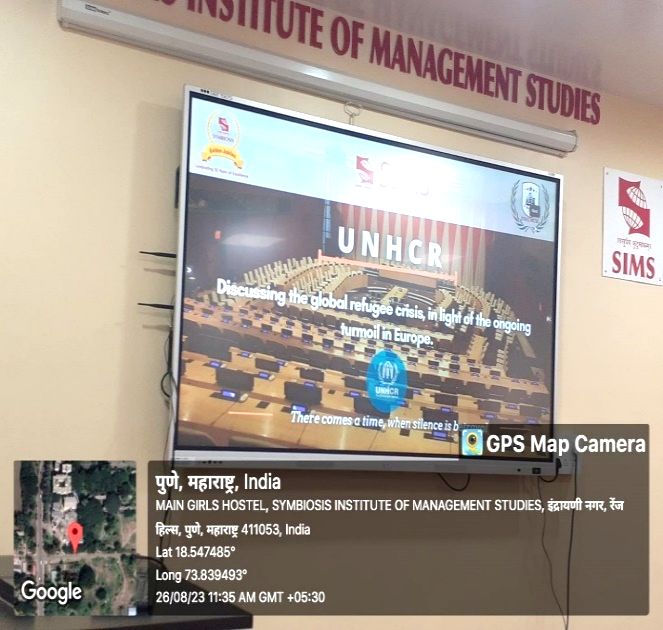 INSTITUTE OF MANAGEMENT STUDIES
UNHCR
Discussing the global refugee crisis, in light of the ongoing
turmoil in Europe.
UNHCR
There comes a time, when silence is
SIMS
GPS Map Camera
पुणे, महाराष्ट्र, India
MAIN GIRLS HOSTEL, SYMBIOSIS INSTITUTE OF MANAGEMENT STUDIES, इंद्रायणी नगर, रेंज
हिल्स, पुणे, महाराष्ट्र 411053, India
Lat 18.547485°
Long 73.839493°
26/08/23 11:35 AM GMT +05:30
Google